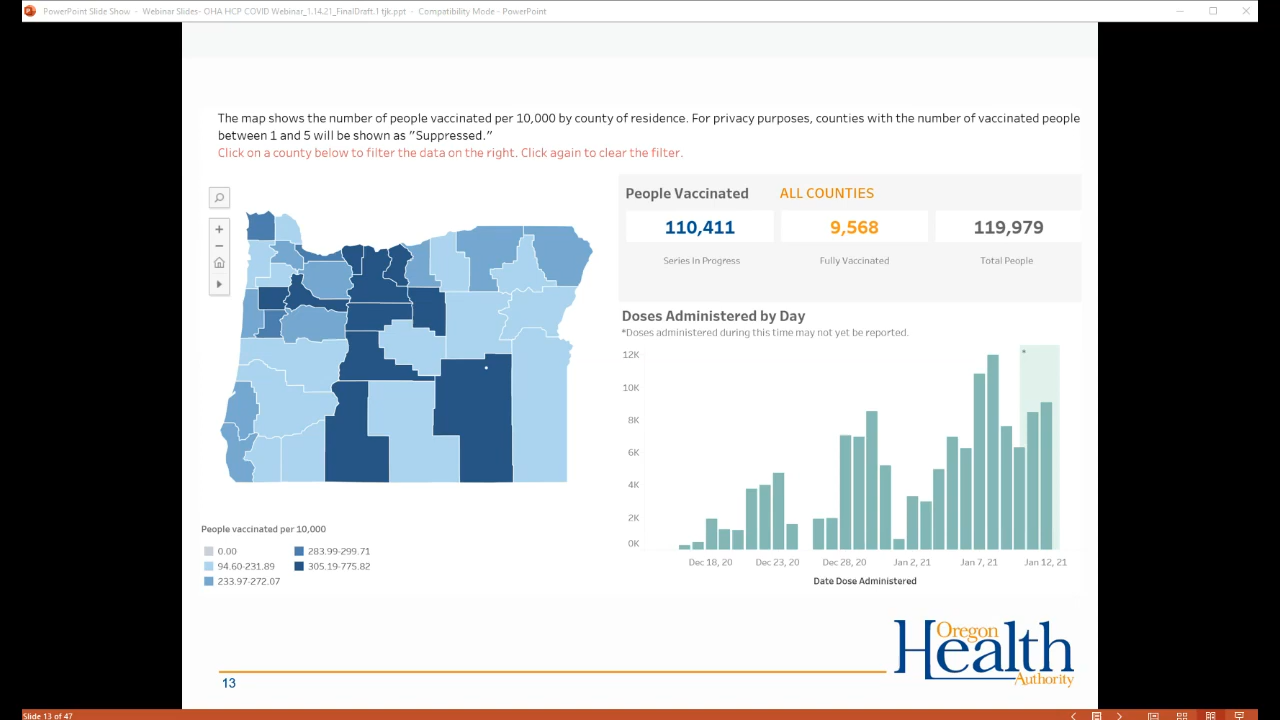 PowerPoint Slide Show - Webinar Slides- OHA HCP COVID Webinar_1.14.21_FinalDraft.1 tjk.ppt - Compatibility Mode - PowerPoint
The map shows the number of people vaccinated per 10,000 by county of residence. For privacy purposes, counties with the number of vaccinated people
between 1 and 5 will be shown as "Suppressed."
Click on a county below to filter the data on the right. Click again to clear the filter.
People Vaccinated ALL COUNTIES
110,411 9,568 119,979
Series In Progress Fully Vaccinated Total People
Doses Administered by Day
*Doses administered during this time may not yet be reported.
12K
*
10K
8K
6K
4K
2K
0K
Dec 18, 20 Dec 23, 20 Dec 28, 20 Jan 2, 21 Jan 7, 21 Jan 12, 21
Date Dose Administered
People vaccinated per 10,000
0.00 283.99-299.71
94.60-231.89 305.19-775.82
233.97-272.07
Oregon
Health
Authority
13
Slide 13 of 47